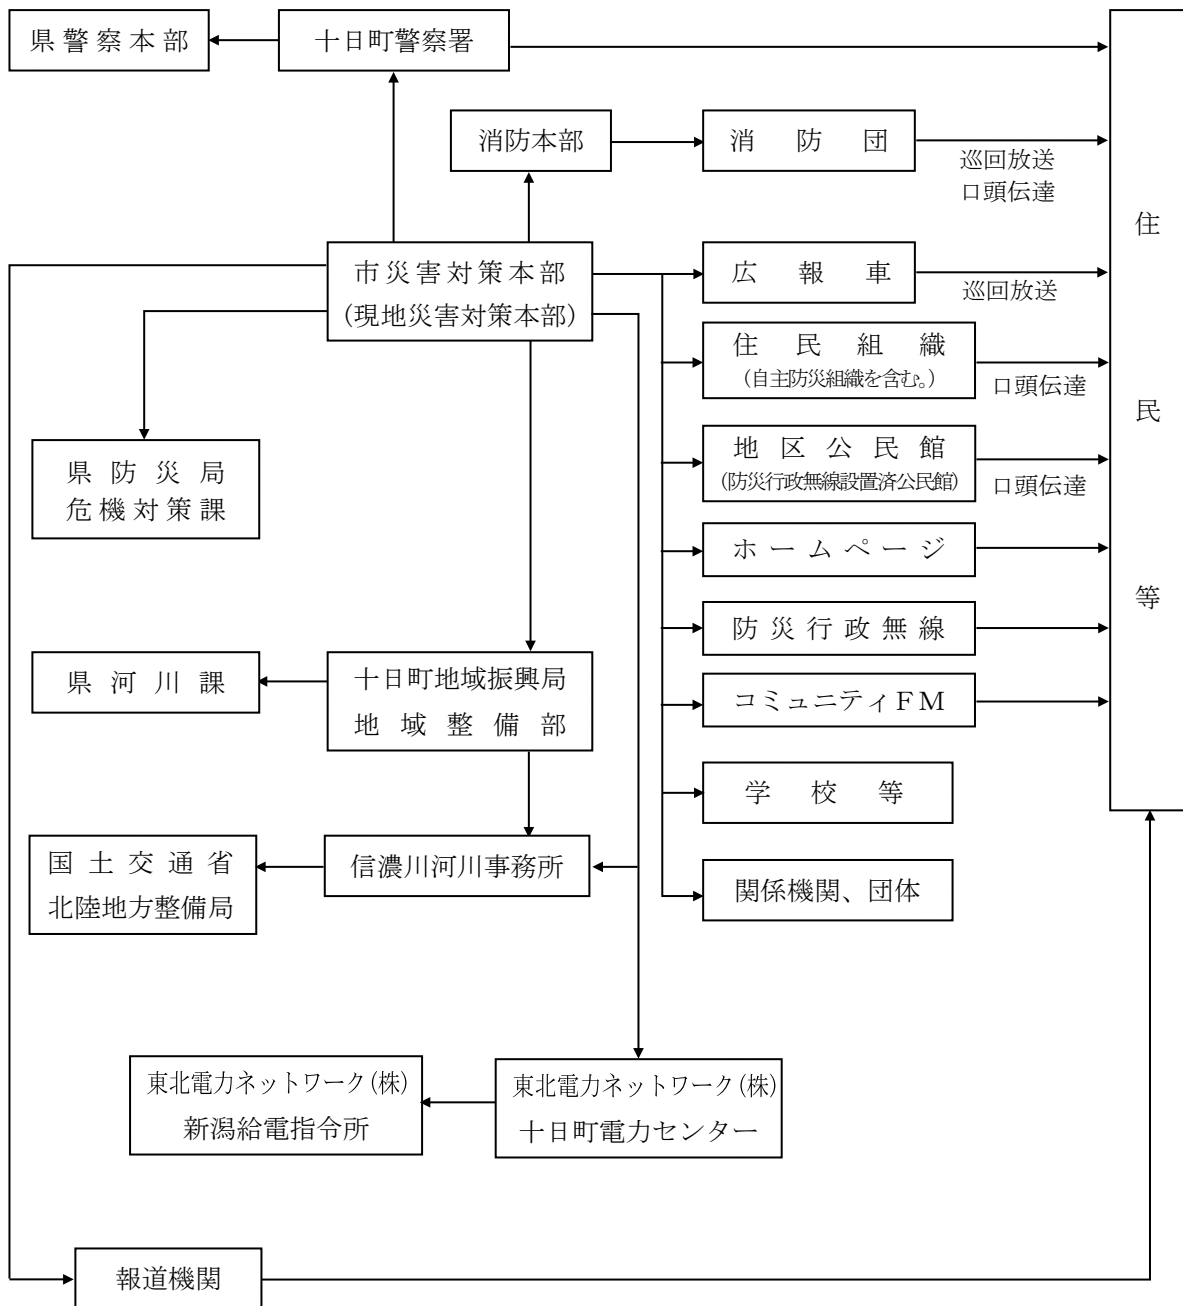 県警察本部
十日町警察署
消防本部
消防団
巡回放送
口頭伝達
市災害対策本部
(現地災害対策本部)
広報車
巡回放送
住民組織
(自主防災組織を含む。)
口頭伝達
地区公民館
(防災行政無線設置済公民館)
口頭伝達
県防災局
危機対策課
ホームページ
防災行政無線
コミュニティFM
学校等
関係機関、団体
住民等
県河川課
十日町地域振興局
地域整備部
国土交通省
北陸地方整備局
信濃川河川事務所
東北電力ネットワーク(株)
新潟給電指令所
東北電力ネットワーク(株)
十日町電力センター
報道機関